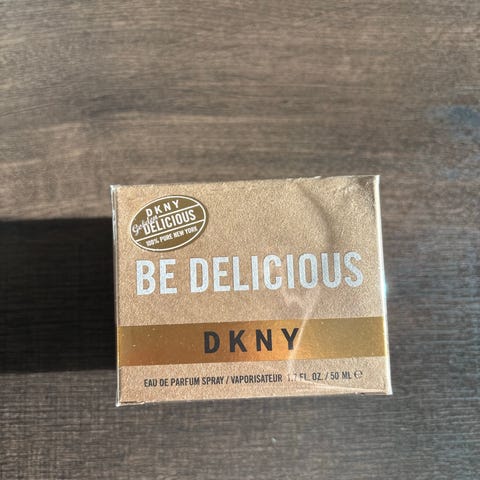 DKNY
Golden
DELICIOUS
100% PURE NEW YORK
BE DELICIOUS
DKNY
EAU DE PARFUM SPRAY / VAPORISATEUR 1.7 FL. OZ. / 50 ML ℮